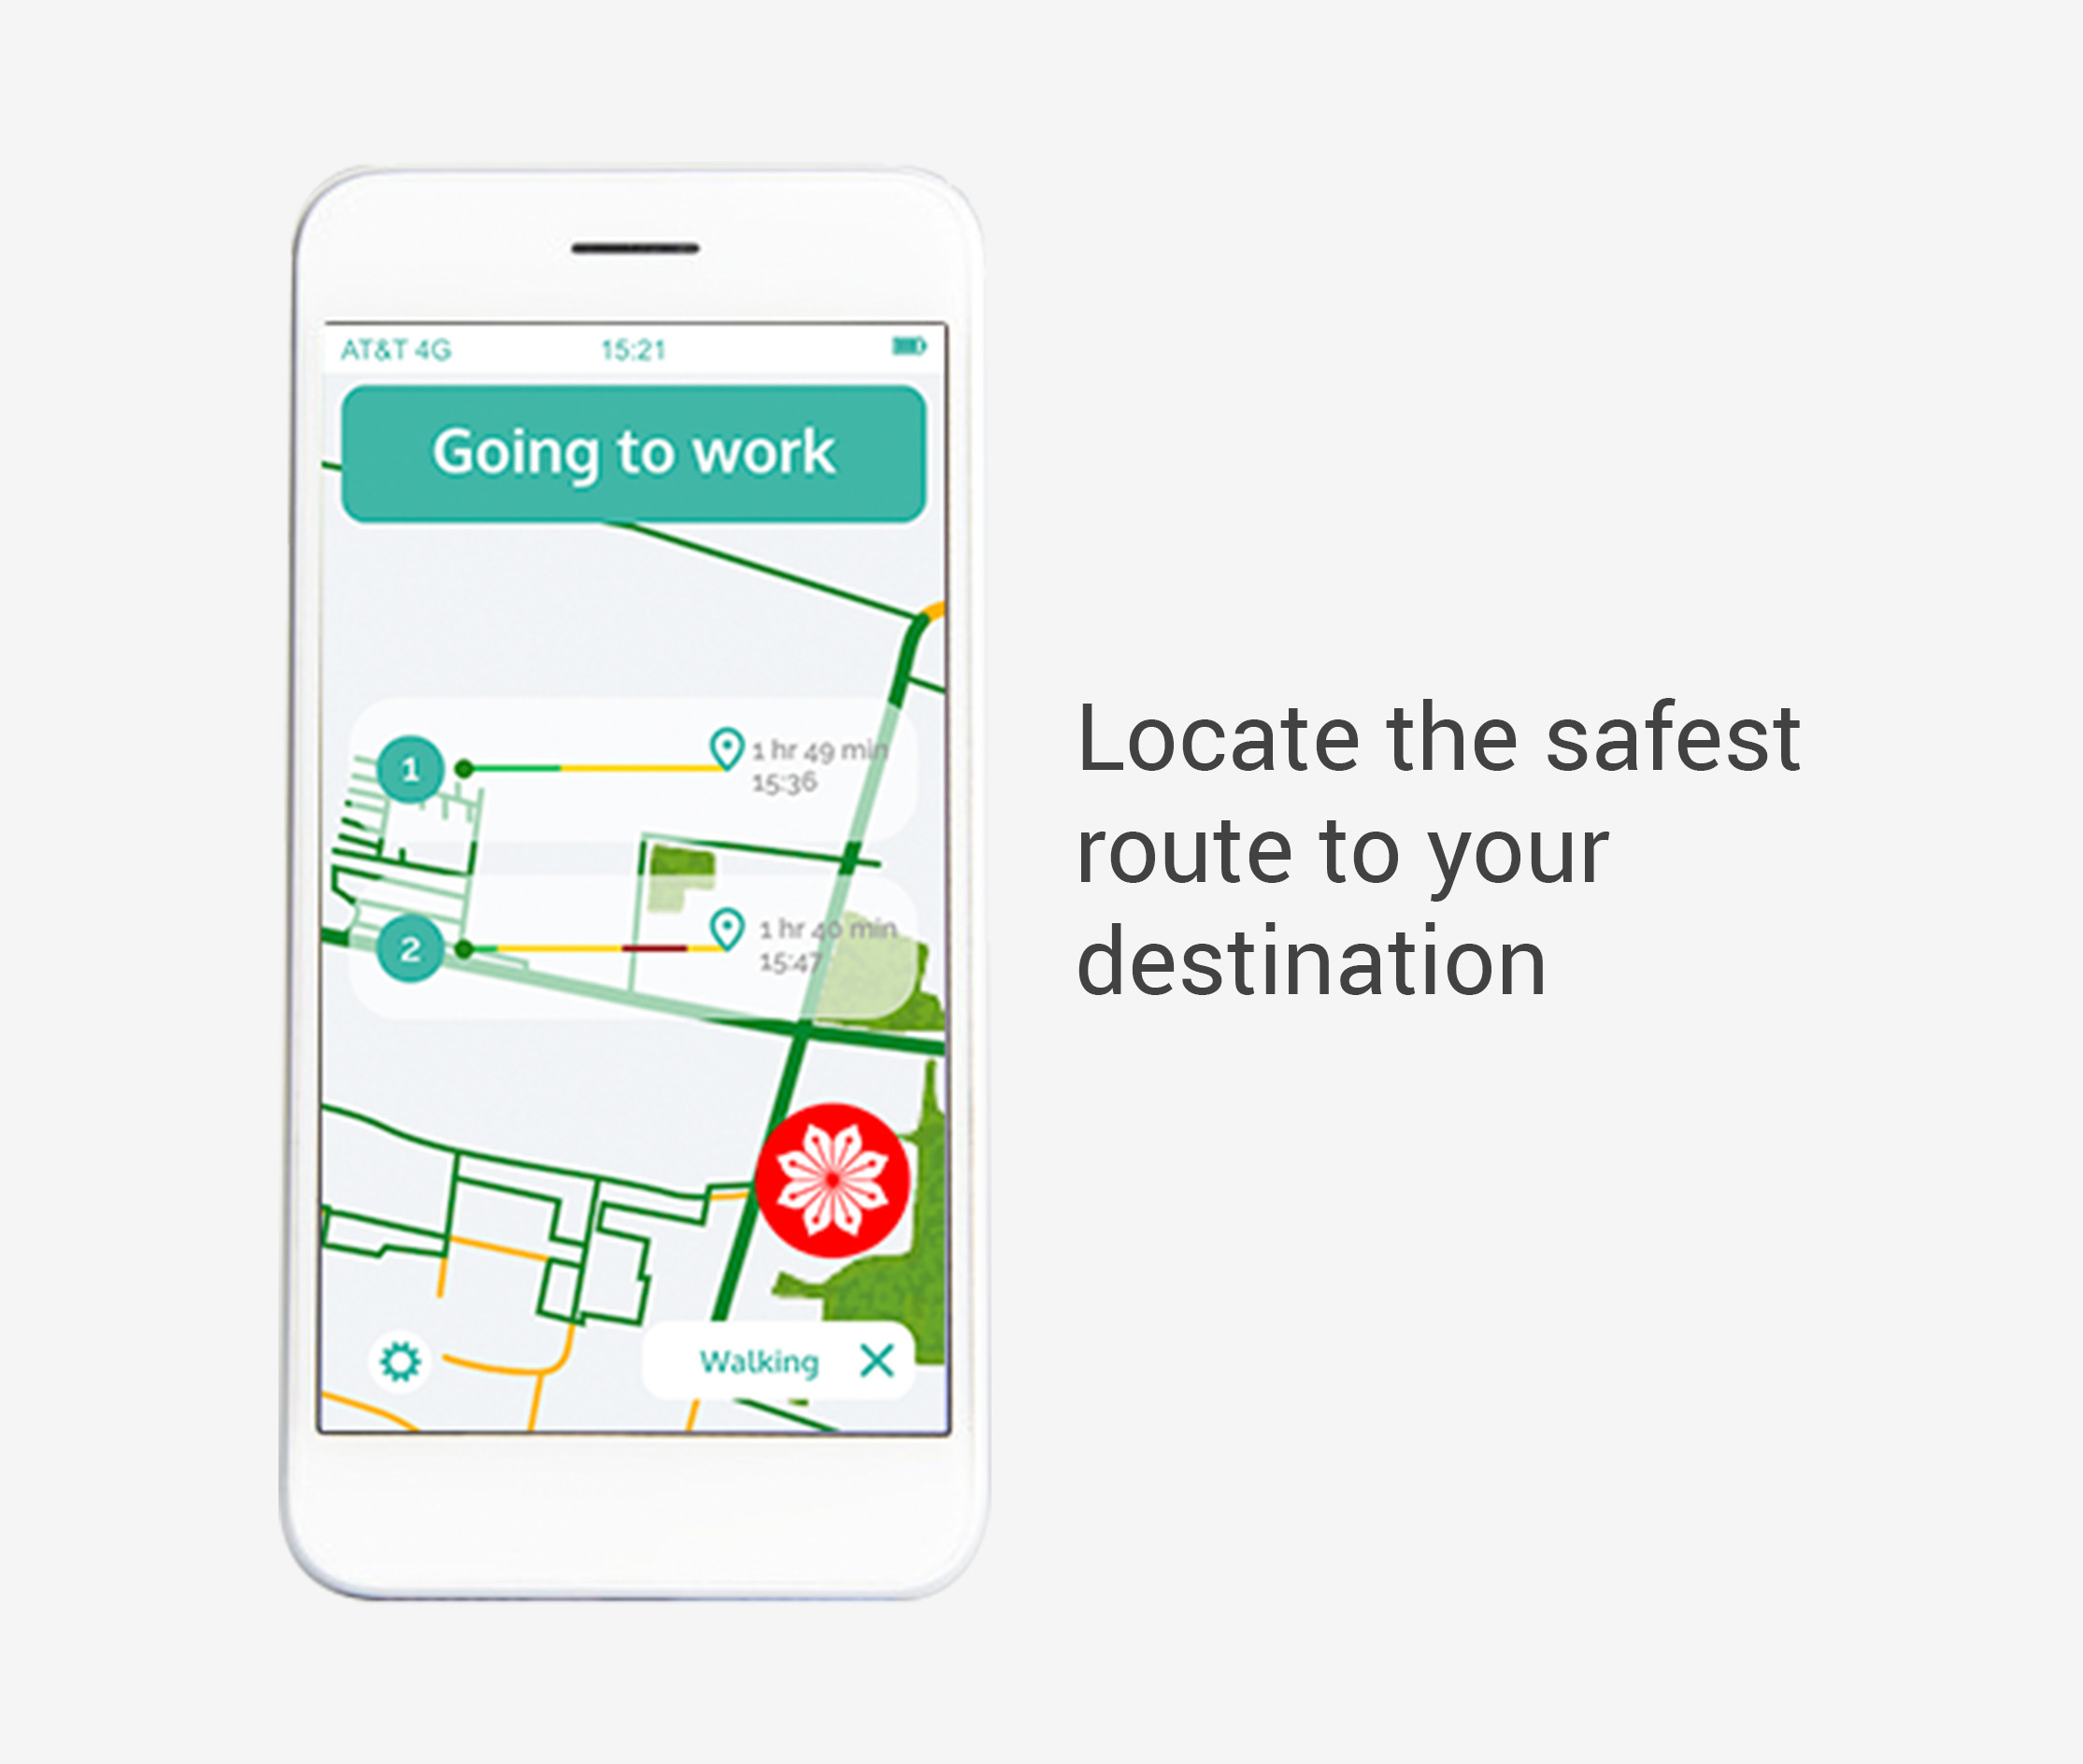 AT&T 4G 15:21
Going to work
1 1 hr 49 min
15:36
2 1 hr 40 min
15:47
Walking
Locate the safest
route to your
destination